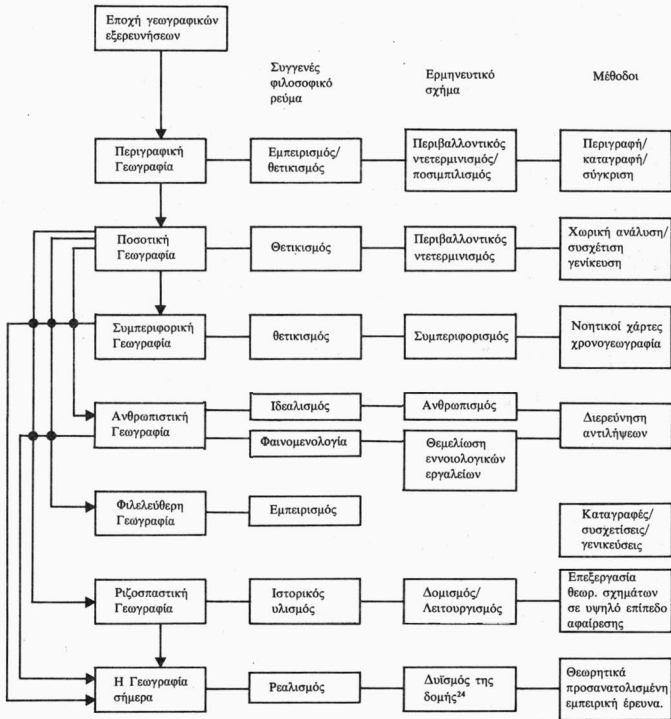 Εποχή γεωγραφικών
εξερευνήσεων
Συγγενές
φιλοσοφικό
ρεύμα
Ερμηνευτικό
σχήμα
Μέθοδοι
Περιγραφική
Γεωγραφία
Εμπειρισμός/
θετικισμός
Περιβαλλοντικός
ντετερμινισμός/
ποσιμπιλισμός
Περιγραφή/
καταγραφή/
σύγκριση
Ποσοτική
Γεωγραφία
Θετικισμός
Περιβαλλοντικός
ντετερμινισμός
Χωρική ανάλυση/
συσχέτιση
γενίκευση
Συμπεριφορική
Γεωγραφία
θετικισμός
Συμπεριφορισμός
Νοητικοί χάρτες
χρονογεωγραφία
Ανθρωπιστική
Γεωγραφία
Ιδεαλισμός
Ανθρωπισμός
Φαινομενολογία
Θεμελίωση
εννοιολογικών
εργαλείων
Διερεύνηση
αντιλήψεων
Φιλελεύθερη
Γεωγραφία
Εμπειρισμός
Καταγραφές/
συσχετίσεις/
γενικεύσεις
Ριζοσπαστική
Γεωγραφία
Ιστορικός
υλισμός
Δομισμός/
Λειτουργισμός
Επεξεργασία
θεωρ. σχημάτων
σε υψηλό επίπεδο
αφαίρεσης
Η Γεωγραφία
σήμερα
Ρεαλισμός
Δυϊσμός της
δομής²⁴
Θεωρητικά
προσανατολισμένη
εμπειρική έρευνα.